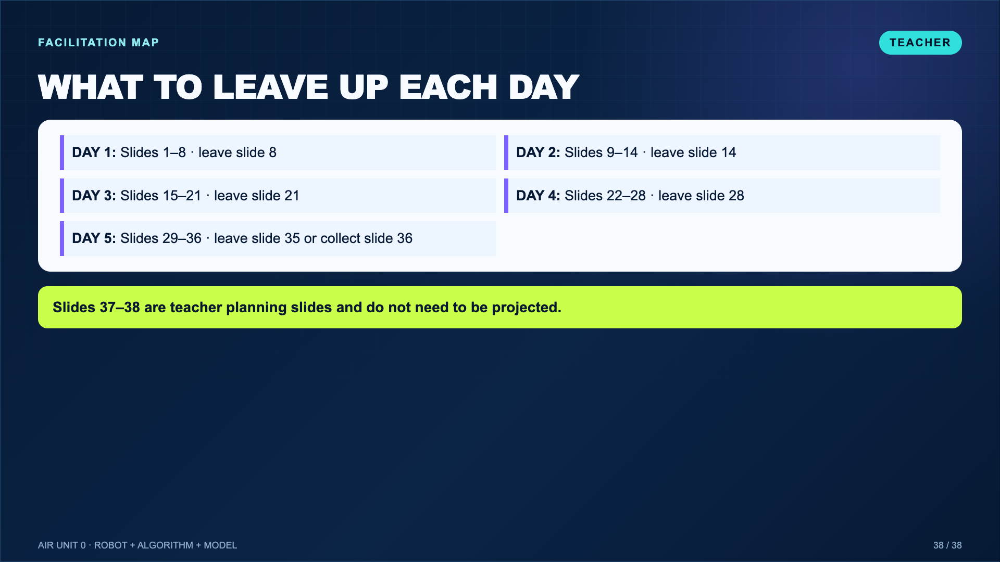 FACILITATION MAP
TEACHER
WHAT TO LEAVE UP EACH DAY
DAY 1: Slides 1–8 · leave slide 8
DAY 2: Slides 9–14 · leave slide 14
DAY 3: Slides 15–21 · leave slide 21
DAY 4: Slides 22–28 · leave slide 28
DAY 5: Slides 29–36 · leave slide 35 or collect slide 36
Slides 37–38 are teacher planning slides and do not need to be projected.
AIR UNIT 0 · ROBOT + ALGORITHM + MODEL
38 / 38